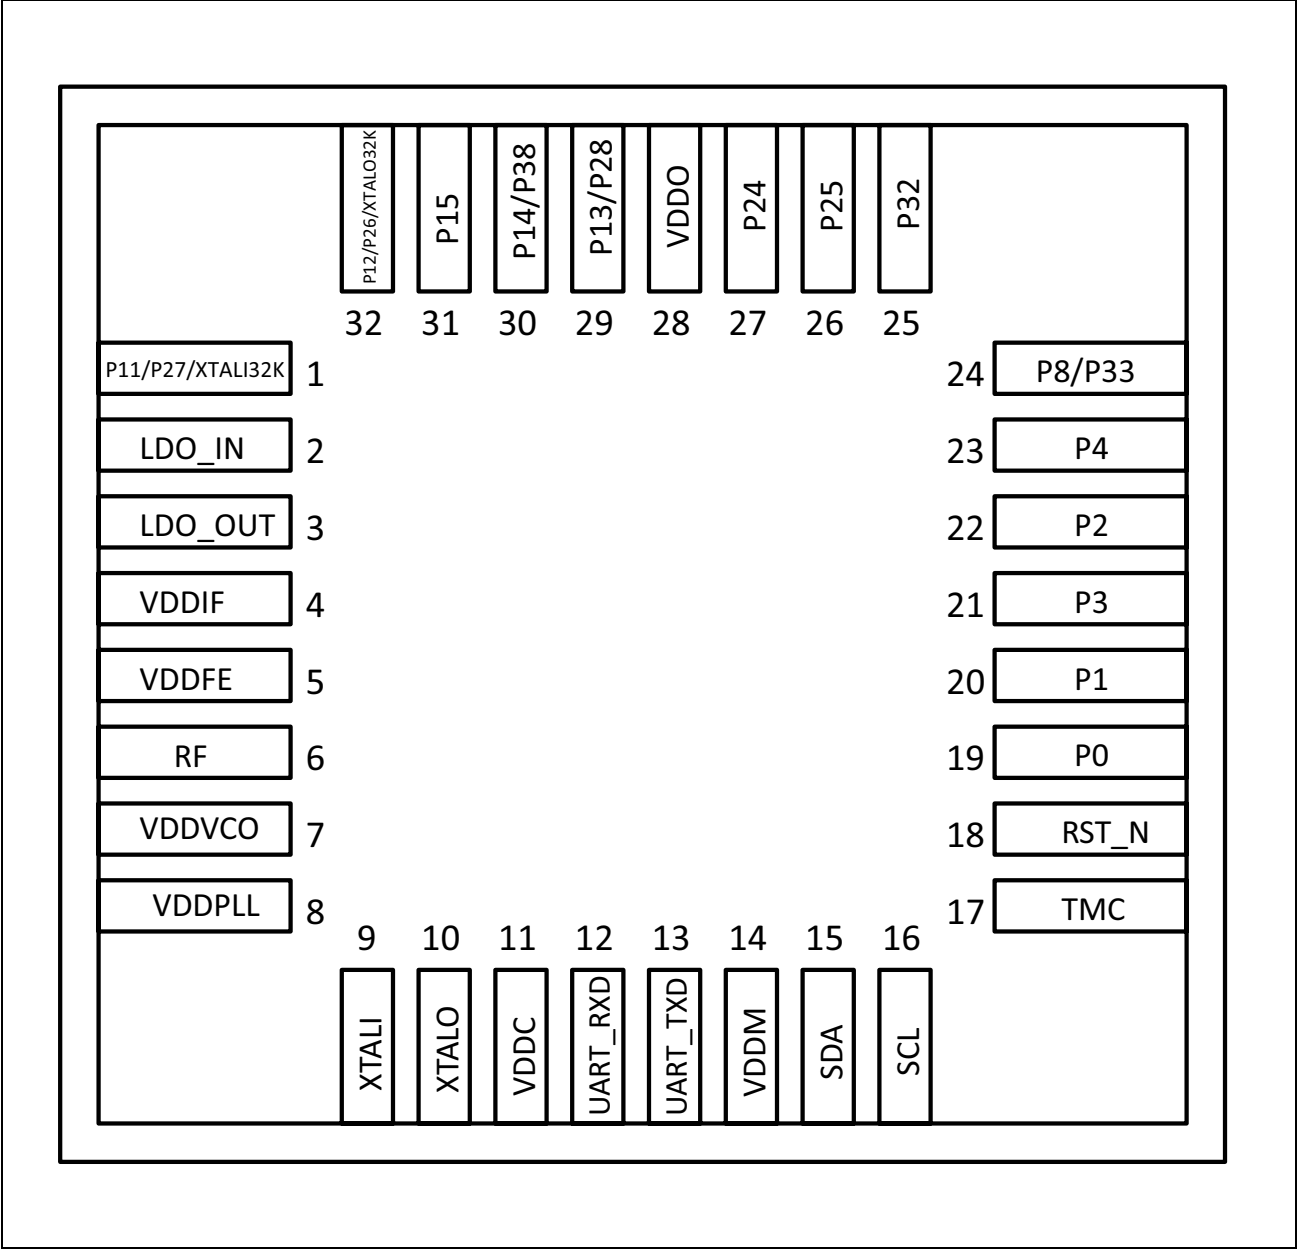 P12/P26/XTALO32K
P15
P14/P38
P13/P28
VDDO
P24
P25
P32
32 31 30 29 28 27 26 25
P11/P27/XTALI32K 1
LDO_IN 2
LDO_OUT 3
VDDIF 4
VDDFE 5
RF 6
VDDVCO 7
VDDPLL 8
24 P8/P33
23 P4
22 P2
21 P3
20 P1
19 P0
18 RST_N
17 TMC
9 10 11 12 13 14 15 16
XTALI
XTALO
VDDC
UART_RXD
UART_TXD
VDDM
SDA
SCL